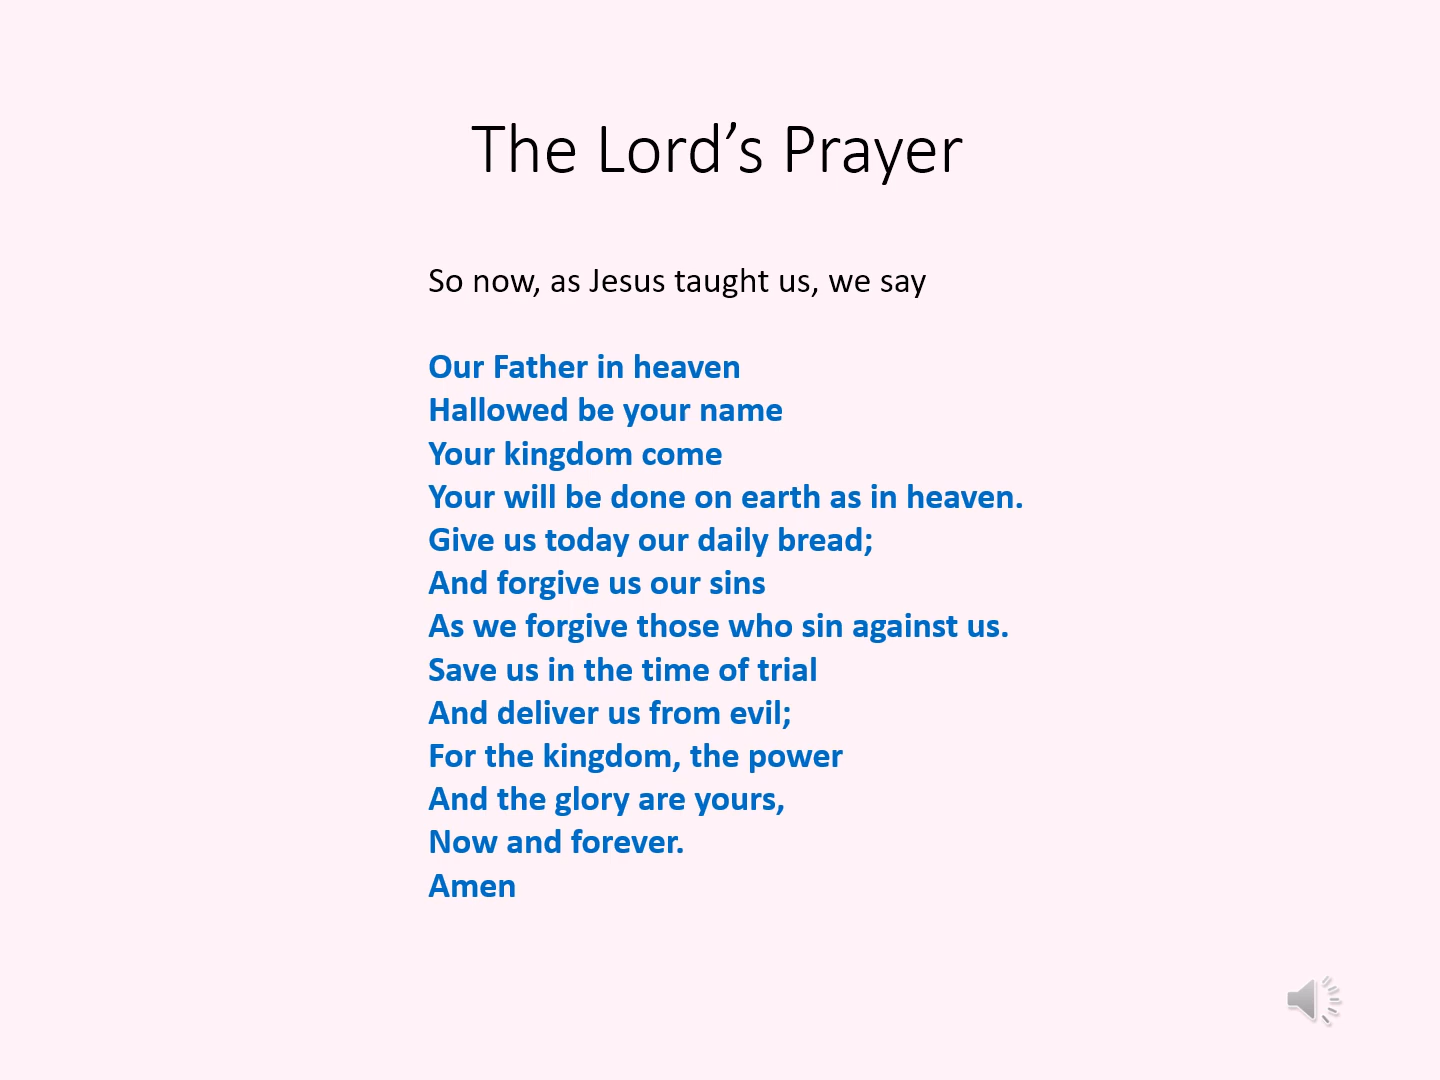 The Lord’s Prayer
So now, as Jesus taught us, we say
Our Father in heaven
Hallowed be your name
Your kingdom come
Your will be done on earth as in heaven.
Give us today our daily bread;
And forgive us our sins
As we forgive those who sin against us.
Save us in the time of trial
And deliver us from evil;
For the kingdom, the power
And the glory are yours,
Now and forever.
Amen